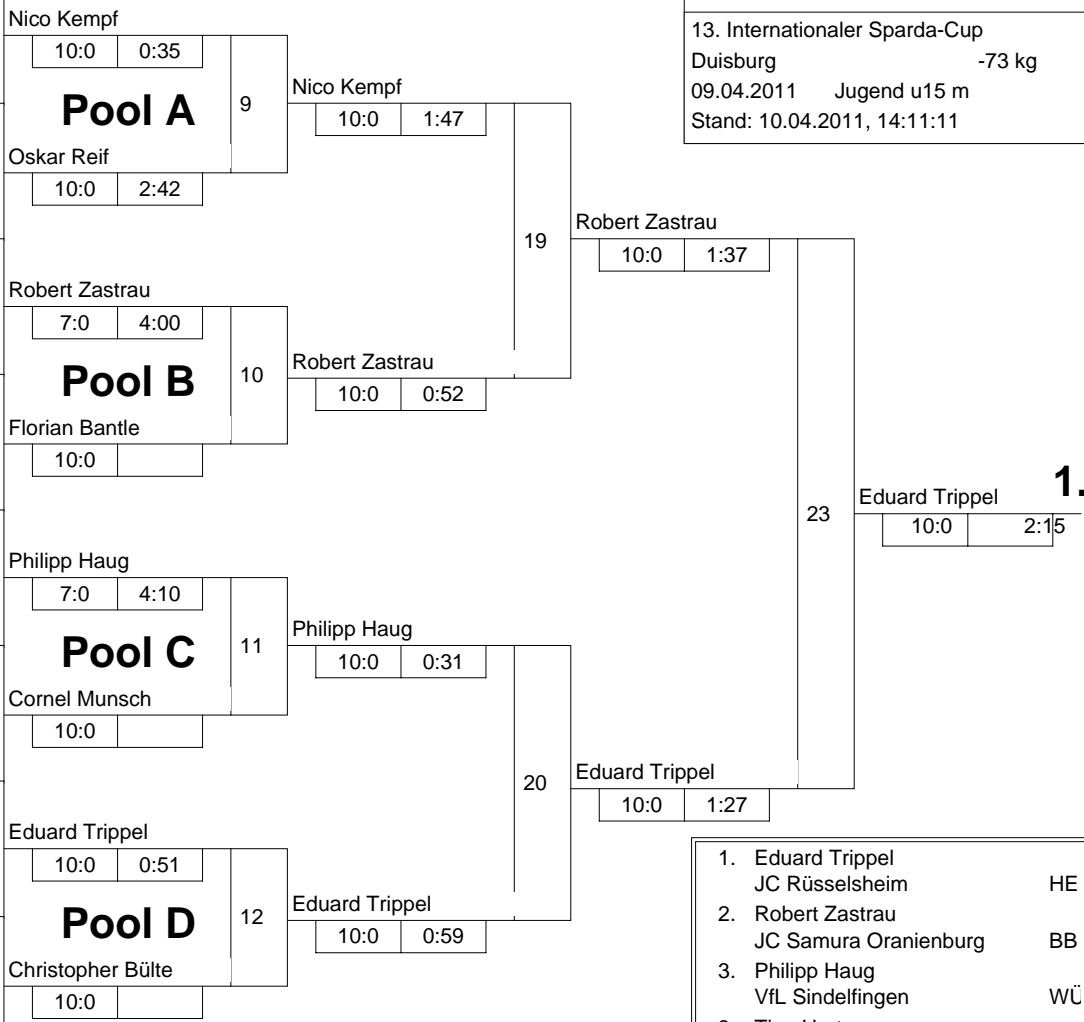 Nico Kempf
10:0 0:35
Pool A
9
Oskar Reif
10:0 2:42
Nico Kempf
10:0 1:47
Robert Zastrau
7:0 4:00
Pool B
10
Florian Bantle
10:0
Robert Zastrau
10:0 0:52
19
Robert Zastrau
10:0 1:37
Philipp Haug
7:0 4:10
Pool C
11
Cornel Munsch
10:0
Philipp Haug
10:0 0:31
Eduard Trippel
10:0 0:51
Pool D
12
Christopher Bülte
10:0
Eduard Trippel
10:0 0:59
20
Eduard Trippel
10:0 1:27
23
Eduard Trippel 1.
10:0 2:15
13. Internationaler Sparda-Cup
Duisburg -73 kg
09.04.2011 Jugend u15 m
Stand: 10.04.2011, 14:11:11
1. Eduard Trippel
JC Rüsselsheim HE
2. Robert Zastrau
JC Samura Oranienburg BB
3. Philipp Haug
VfL Sindelfingen WÜ